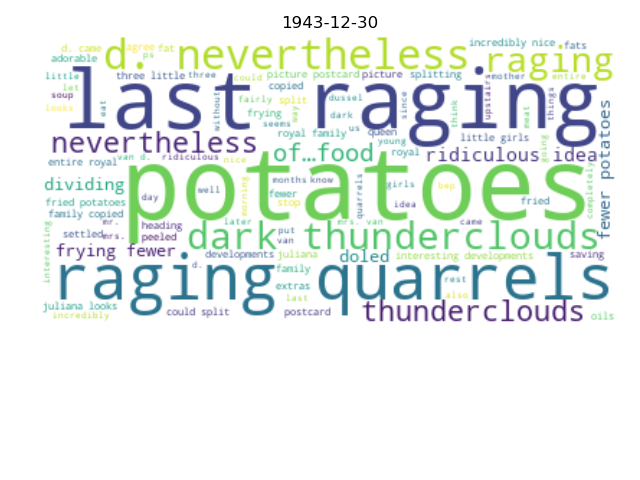 1943-12-30
d. came agree fat incredibly nice fats
adorable ps d. nevertheless raging
little three little three could picture postcard picture splitting mother entire
let copied
soup last raging upstairs things
looks eat without fairly split dussel since think meat
frying way dark
seems us queen going
royal family young little girls
nevertheless of…food royal ridiculous idea fewer potatoes
entire royal van d. ridiculous nice completely
dividing potatoes months know girls bep
day well morning fewer quarrels idea fried
fried potatoes stop
family copied mr. later put mrs. van came
settled mrs. heading dark thunderclouds
peeled van
interesting frying fewer developments juliana doled interesting developments saving
d. family rest
raging quarrels
extras
last also
juliana looks thunderclouds
incredibly could split postcard oils